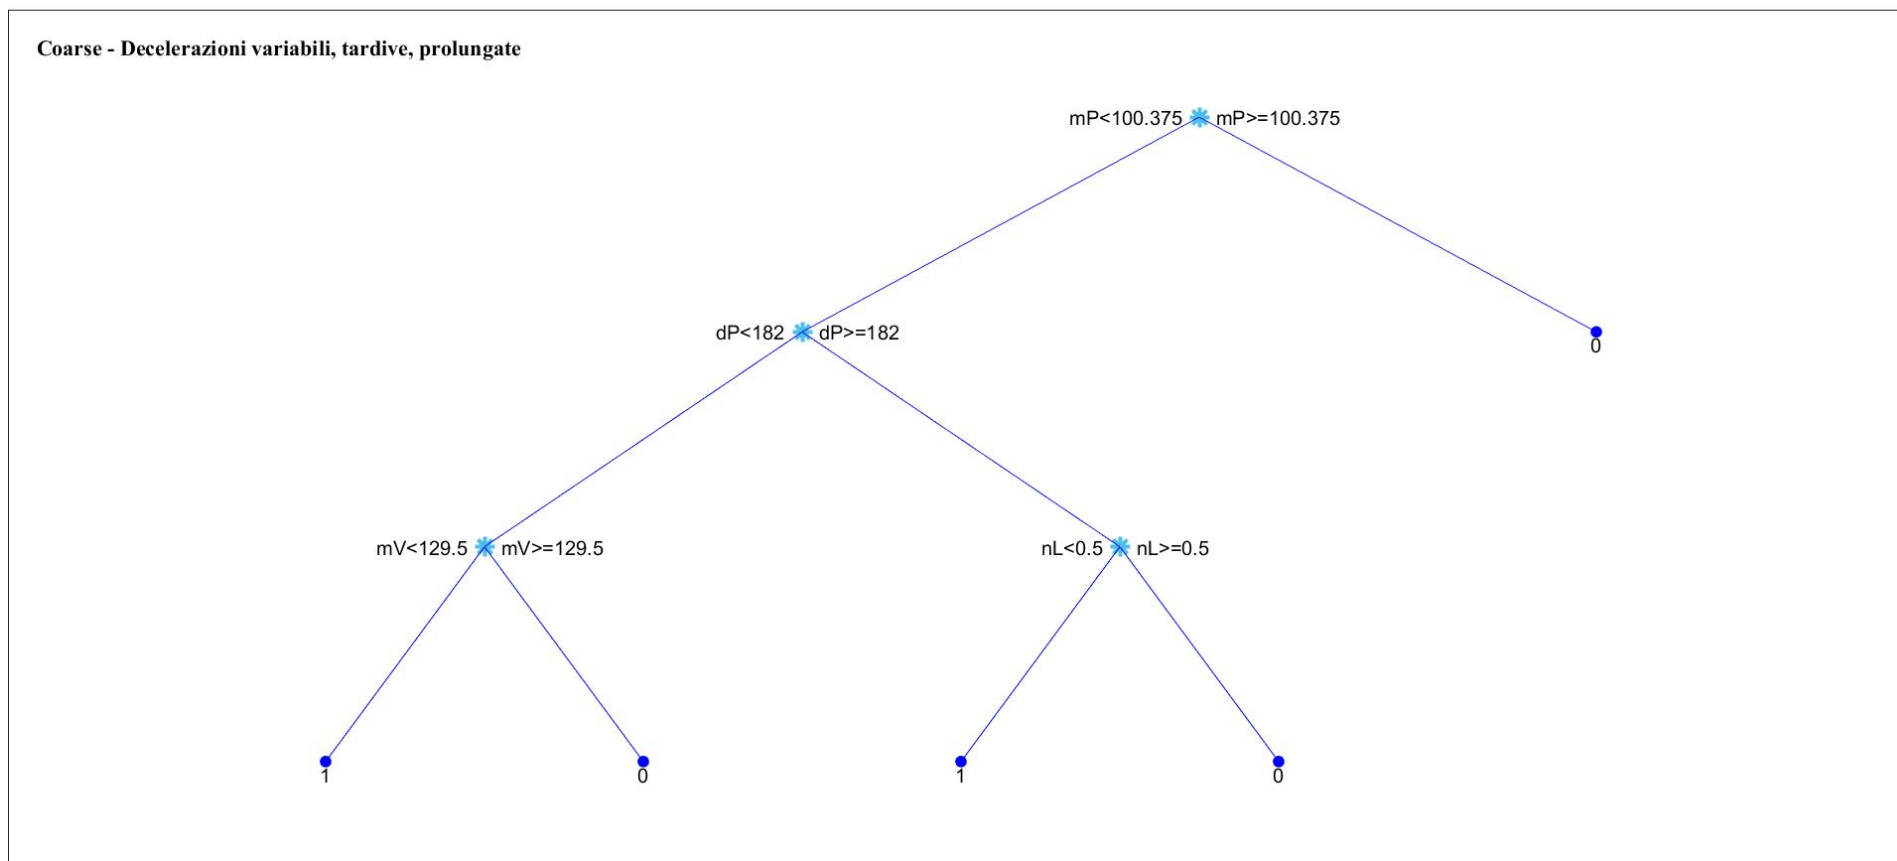 Coarse - Decelerazioni variabili, tardive, prolungate
mP<100.375 mP>=100.375
dP<182 dP>=182
0
mV<129.5 mV>=129.5
nL<0.5 nL>=0.5
1
0
1
0